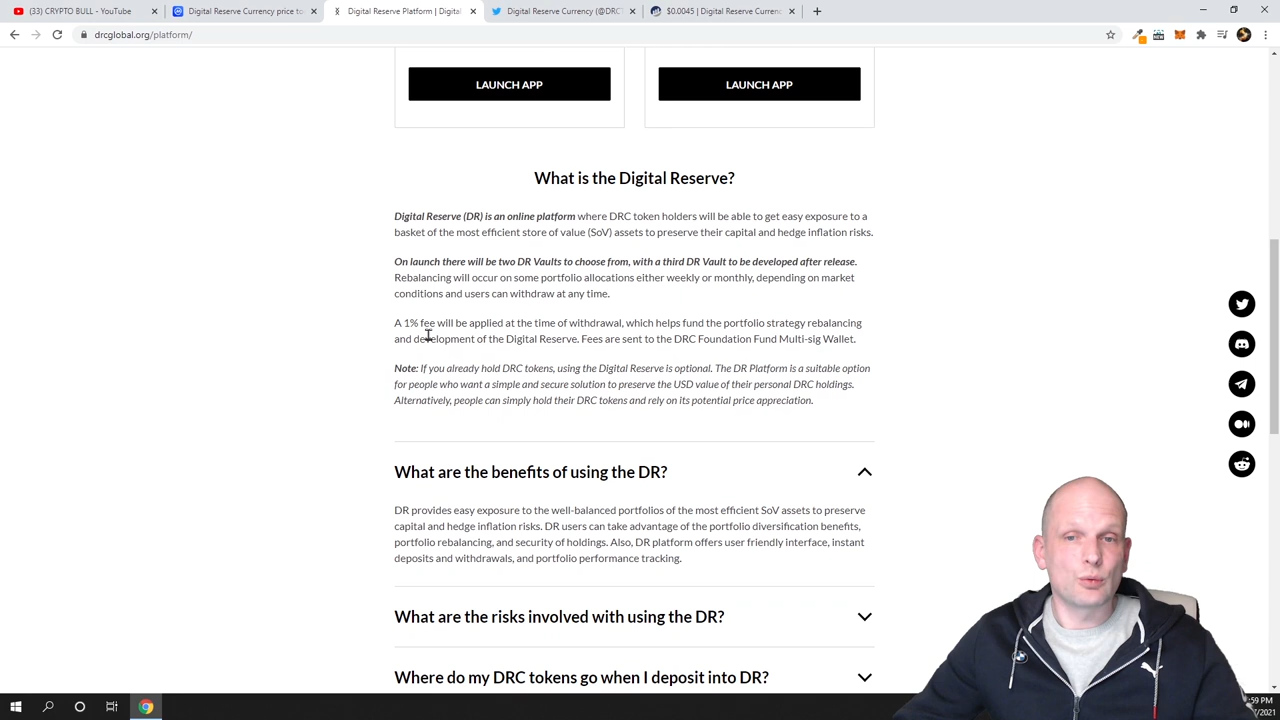 (33) CRYPTO BULL - YouTube
Digital Reserve Currency price to
Digital Reserve Platform | Digital
Digital Reserve Currency (@DRC
$0.0045 | Digital Reserve Curren
drcglobal.org/platform/
LAUNCH APP
LAUNCH APP
What is the Digital Reserve?
Digital Reserve (DR) is an online platform where DRC token holders will be able to get easy exposure to a
basket of the most efficient store of value (SoV) assets to preserve their capital and hedge inflation risks.
On launch there will be two DR Vaults to choose from, with a third DR Vault to be developed after release.
Rebalancing will occur on some portfolio allocations either weekly or monthly, depending on market
conditions and users can withdraw at any time.
A 1% fee will be applied at the time of withdrawal, which helps fund the portfolio strategy rebalancing
and development of the Digital Reserve. Fees are sent to the DRC Foundation Fund Multi-sig Wallet.
Note: If you already hold DRC tokens, using the Digital Reserve is optional. The DR Platform is a suitable option
for people who want a simple and secure solution to preserve the USD value of their personal DRC holdings.
Alternatively, people can simply hold their DRC tokens and rely on its potential price appreciation.
What are the benefits of using the DR?
DR provides easy exposure to the well-balanced portfolios of the most efficient SoV assets to preserve
capital and hedge inflation risks. DR users can take advantage of the portfolio diversification benefits,
portfolio rebalancing, and security of holdings. Also, DR platform offers user friendly interface, instant
deposits and withdrawals, and portfolio performance tracking.
What are the risks involved with using the DR?
Where do my DRC tokens go when I deposit into DR?
:59 PM
/2021